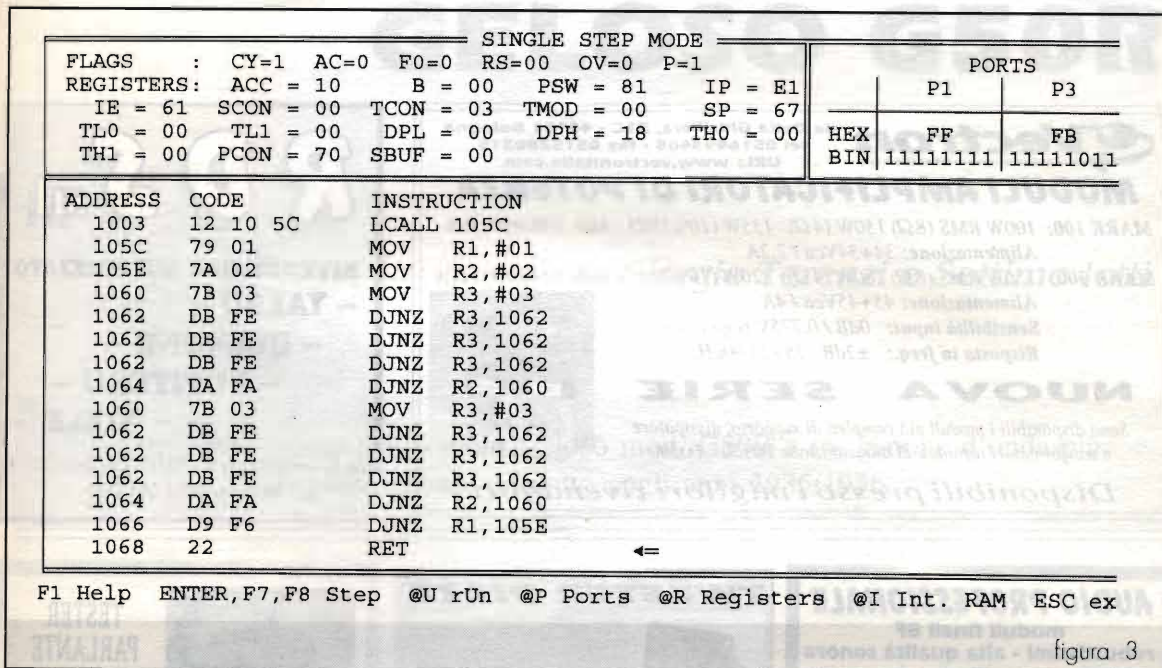 SINGLE STEP MODE
FLAGS : CY=1 AC=0 F0=0 RS=00 OV=0 P=1
REGISTERS: ACC = 10 B = 00 PSW = 81 IP = E1
IE = 61 SCON = 00 TCON = 03 TMOD = 00 SP = 67
TL0 = 00 TL1 = 00 DPL = 00 DPH = 18 TH0 = 00
TH1 = 00 PCON = 70 SBUF = 00
PORTS
P1 P3
HEX FF FB
BIN 11111111 11111011
ADDRESS CODE INSTRUCTION
1003 12 10 5C LCALL 105C
105C 79 01 MOV R1,#01
105E 7A 02 MOV R2,#02
1060 7B 03 MOV R3,#03
1062 DB FE DJNZ R3,1062
1062 DB FE DJNZ R3,1062
1062 DB FE DJNZ R3,1062
1064 DA FA DJNZ R2,1060
1060 7B 03 MOV R3,#03
1062 DB FE DJNZ R3,1062
1062 DB FE DJNZ R3,1062
1062 DB FE DJNZ R3,1062
1064 DA FA DJNZ R2,1060
1066 D9 F6 DJNZ R1,105E
1068 22 RET ⇐
F1 Help ENTER,F7,F8 Step @U rUn @P Ports @R Registers @A Int. RAM ESC ex
figura 3